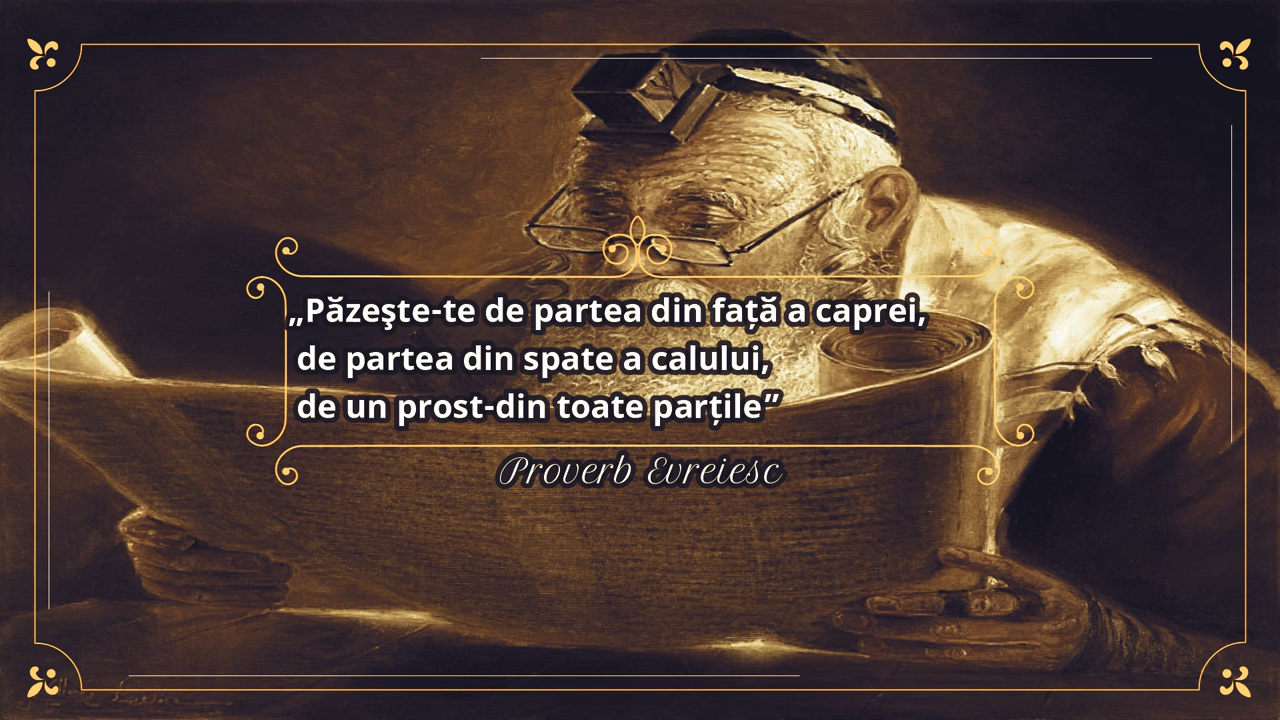 „Păzeşte-te de partea din față a caprei,
de partea din spate a calului,
de un prost-din toate parțile”
Proverb Evreiesc